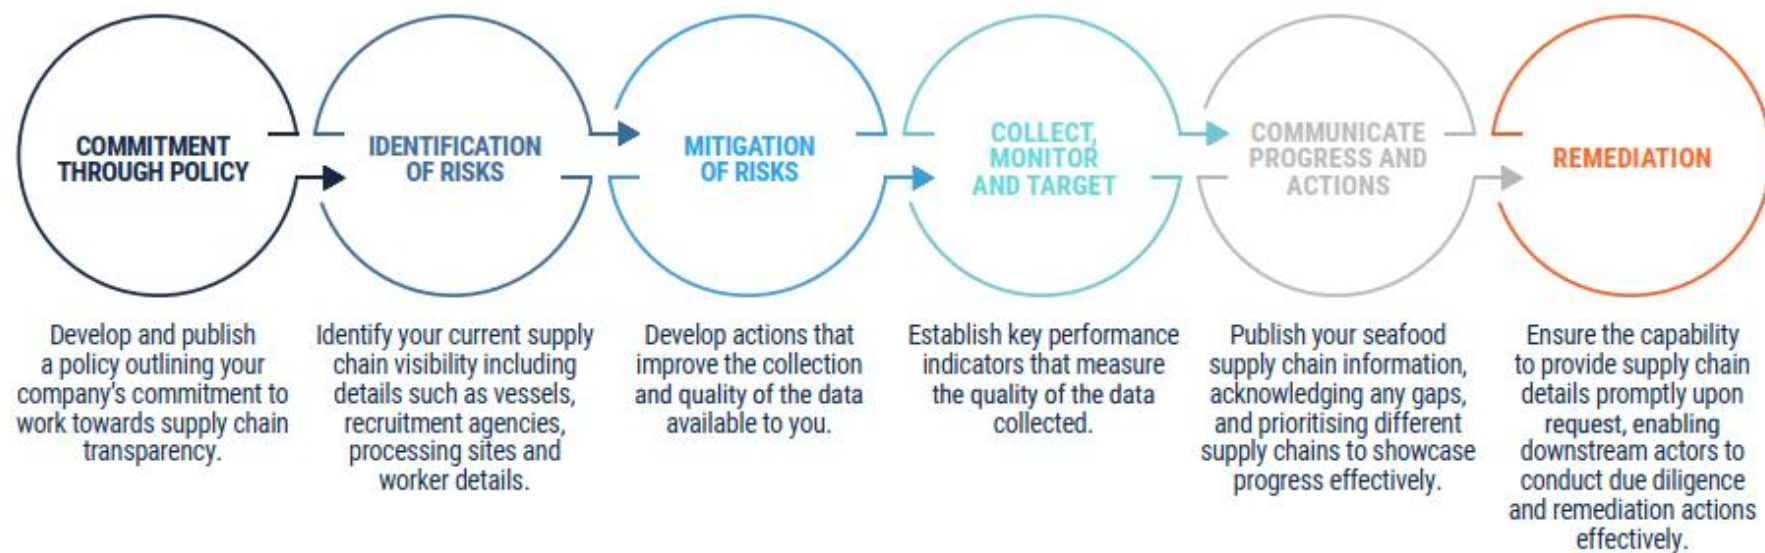 COMMITMENT
THROUGH POLICY
IDENTIFICATION
OF RISKS
MITIGATION
OF RISKS
COLLECT,
MONITOR
AND TARGET
COMMUNICATE
PROGRESS AND
ACTIONS
REMEDIATION
Develop and publish
a policy outlining your
company's commitment to
work towards supply chain
transparency.
Identify your current supply
chain visibility including
details such as vessels,
recruitment agencies,
processing sites and
worker details.
Develop actions that
improve the collection
and quality of the data
available to you.
Establish key performance
indicators that measure
the quality of the data
collected.
Publish your seafood
supply chain information,
acknowledging any gaps,
and prioritising different
supply chains to showcase
progress effectively.
Ensure the capability
to provide supply chain
details promptly upon
request, enabling
downstream actors to
conduct due diligence
and remediation actions
effectively.